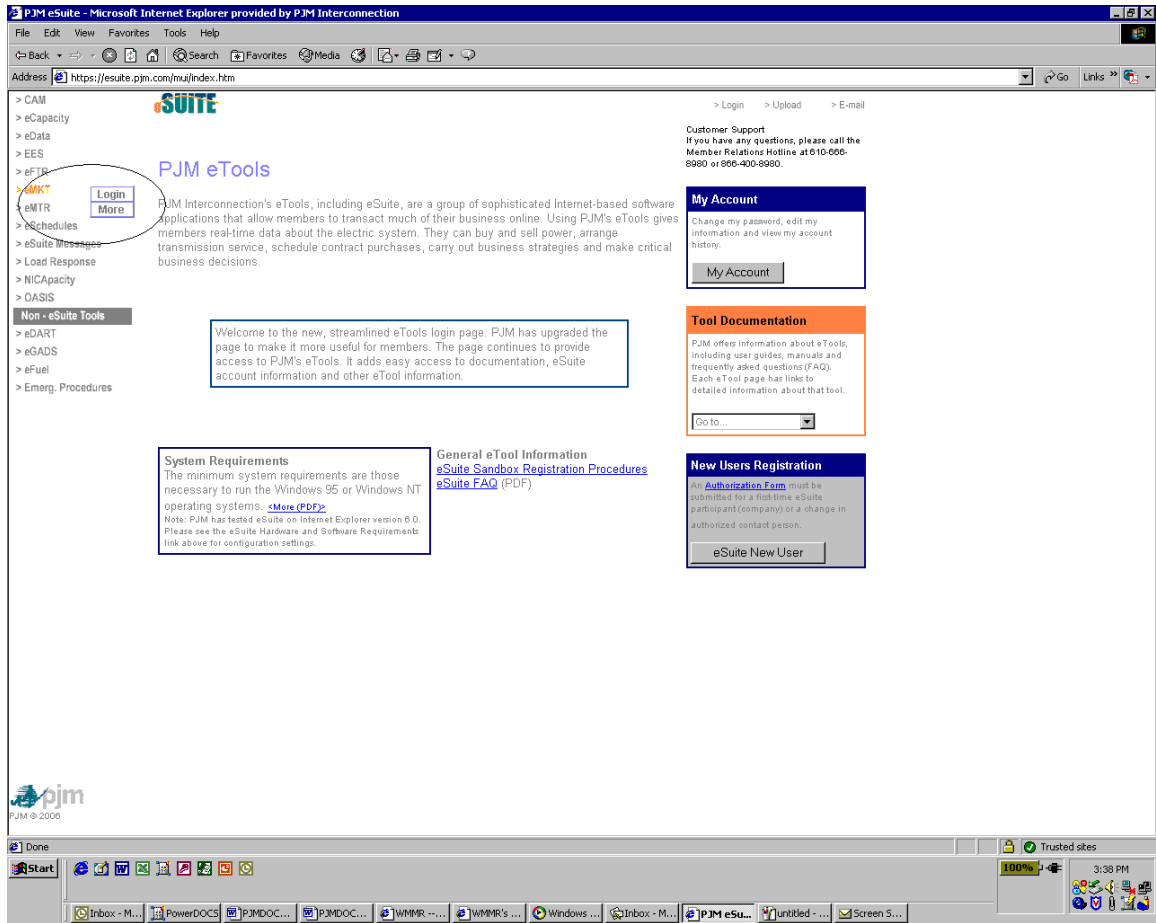 PJM eSuite - Microsoft Internet Explorer provided by PJM Interconnection
File Edit View Favorites Tools Help
Back Search Favorites Media
Address https://esuite.pjm.com/mui/index.htm Go Links »
> CAM
> eCapacity
> eData
> EES
> eFTR
> eMKT
Login
More
> eMTR
> eSchedules
> eSuite Messages
> Load Response
> NICApacity
> OASIS
Non - eSuite Tools
> eDART
> eGADS
> eFuel
> Emerg. Procedures
eSUITE
> Login > Upload > E-mail
Customer Support
If you have any questions, please call the
Member Relations Hotline at 610-666-
8980 or 866-400-8980.
PJM eTools
PJM Interconnection's eTools, including eSuite, are a group of sophisticated Internet-based software
applications that allow members to transact much of their business online. Using PJM's eTools gives
members real-time data about the electric system. They can buy and sell power, arrange
transmission service, schedule contract purchases, carry out business strategies and make critical
business decisions.
Welcome to the new, streamlined eTools login page. PJM has upgraded the
page to make it more useful for members. The page continues to provide
access to PJM's eTools. It adds easy access to documentation, eSuite
account information and other eTool information.
System Requirements
The minimum system requirements are those
necessary to run the Windows 95 or Windows NT
operating systems. <More (PDF)>
Note: PJM has tested eSuite on Internet Explorer version 6.0.
Please see the eSuite Hardware and Software Requirements
link above for configuration settings.
General eTool Information
eSuite Sandbox Registration Procedures
eSuite FAQ (PDF)
My Account
Change my password, edit my
information and view my account
history.
My Account
Tool Documentation
PJM offers information about eTools,
including user guides, manuals and
frequently asked questions (FAQ).
Each eTool page has links to
detailed information about that tool.
Go to...
New Users Registration
An Authorization Form must be
submitted for a first-time eSuite
participant (company) or a change in
authorized contact person.
eSuite New User
pjm
PJM © 2006
Done Trusted sites
Start 100% 3:38 PM
Inbox - M... PowerDOCS PJMDOC... PJMDOC... WMMR --... WMMR's ... Windows ... Inbox - M... PJM eSu... untitled - ... Screen S...